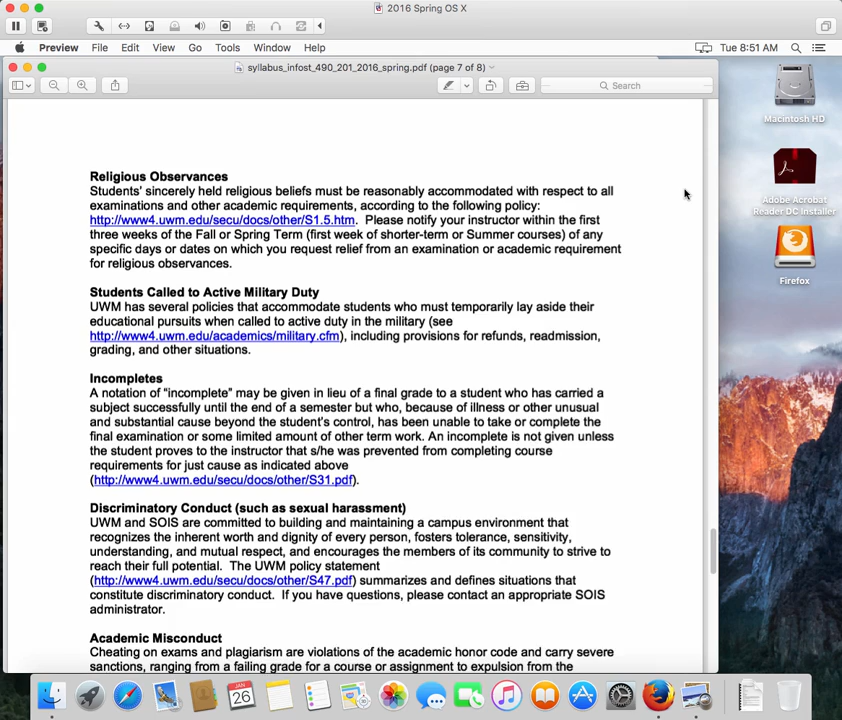 2016 Spring OS X
Preview File Edit View Go Tools Window Help Tue 8:51 AM
syllabus_infost_490_201_2016_spring.pdf (page 7 of 8)
Search
Macintosh HD
Adobe Acrobat
Reader DC Installer
Firefox
Religious Observances
Students' sincerely held religious beliefs must be reasonably accommodated with respect to all
examinations and other academic requirements, according to the following policy:
http://www4.uwm.edu/secu/docs/other/S1.5.htm. Please notify your instructor within the first
three weeks of the Fall or Spring Term (first week of shorter-term or Summer courses) of any
specific days or dates on which you request relief from an examination or academic requirement
for religious observances.
Students Called to Active Military Duty
UWM has several policies that accommodate students who must temporarily lay aside their
educational pursuits when called to active duty in the military (see
http://www4.uwm.edu/academics/military.cfm), including provisions for refunds, readmission,
grading, and other situations.
Incompletes
A notation of “incomplete” may be given in lieu of a final grade to a student who has carried a
subject successfully until the end of a semester but who, because of illness or other unusual
and substantial cause beyond the student's control, has been unable to take or complete the
final examination or some limited amount of other term work. An incomplete is not given unless
the student proves to the instructor that s/he was prevented from completing course
requirements for just cause as indicated above
(http://www4.uwm.edu/secu/docs/other/S31.pdf).
Discriminatory Conduct (such as sexual harassment)
UWM and SOIS are committed to building and maintaining a campus environment that
recognizes the inherent worth and dignity of every person, fosters tolerance, sensitivity,
understanding, and mutual respect, and encourages the members of its community to strive to
reach their full potential. The UWM policy statement
(http://www4.uwm.edu/secu/docs/other/S47.pdf) summarizes and defines situations that
constitute discriminatory conduct. If you have questions, please contact an appropriate SOIS
administrator.
Academic Misconduct
Cheating on exams and plagiarism are violations of the academic honor code and carry severe
sanctions, ranging from a failing grade for a course or assignment to expulsion from the
JAN
26